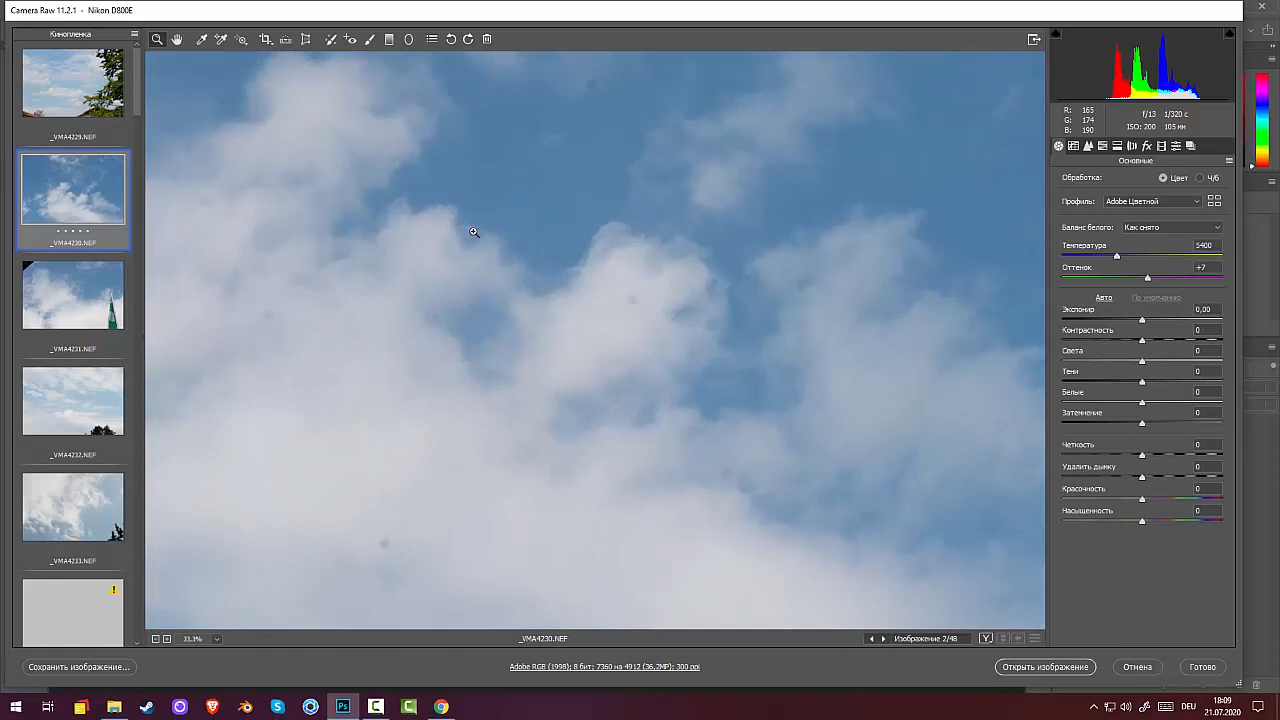 Camera Raw 11.2.1 - Nikon D800E
Кинопленка
_VMA4229.NEF
_VMA4230.NEF
_VMA4231.NEF
_VMA4232.NEF
_VMA4233.NEF
33,3%
_VMA4230.NEF
Изображение 2/48
Y
Сохранить изображение...
Adobe RGB (1998); 8 бит; 7360 на 4912 (36,2MP); 300 ppi
Открыть изображение
Отмена
Готово
R: 165
G: 174
B: 190
f/13 1/320 с
ISO: 200 105 мм
fx
Основные
Обработка: Цвет Ч/б
Профиль: Adobe Цветной
Баланс белого: Как снято
Температура 5400
Оттенок +7
Авто По умолчанию
Экспонир 0,00
Контрастность 0
Света 0
Тени 0
Белые 0
Затемнение 0
Четкость 0
Удалить дымку 0
Красочность 0
Насыщенность 0
Ps
DEU
18:09
21.07.2020